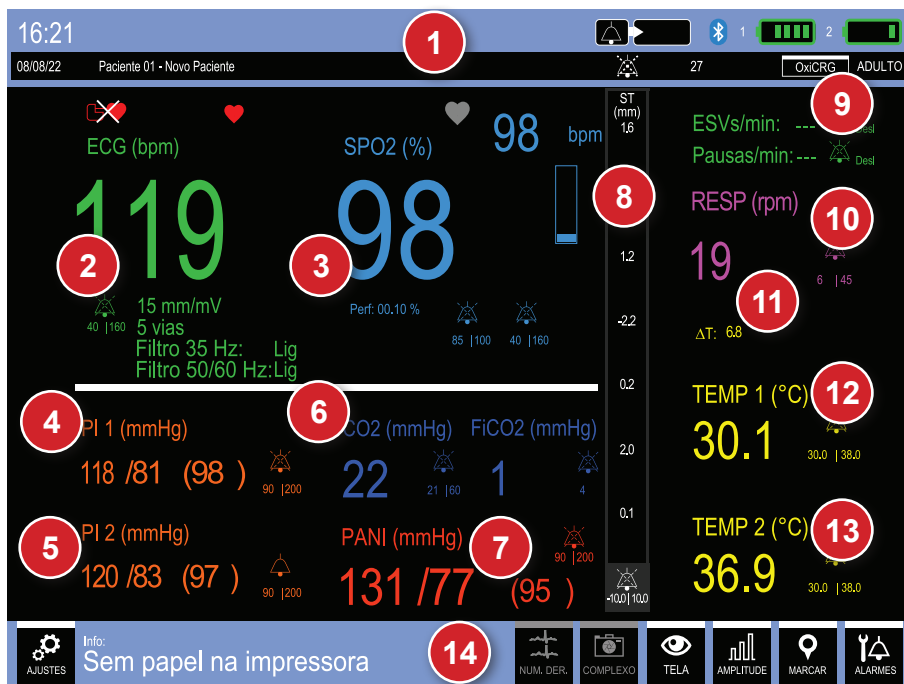 16:21
1
1
2
08/08/22 Paciente 01 - Novo Paciente 27 OxiCRG ADULTO
9
ECG (bpm)
119
2
40 |160
15 mm/mV
5 vias
Filtro 35 Hz: Lig
Filtro 50/60 Hz:Lig
SPO2 (%)
98 bpm
98
3
Perf: 00.10 %
85 |100
40 |160
ST
(mm)
1.6
8
1.2
-2.2
0.2
2.0
0.1
-10.0|10.0
ESVs/min: --- Desl
Pausas/min: --- Desl
RESP (rpm)
10
19
6 |45
11
ΔT: 6.8
4
PI 1 (mmHg)
118 /81 (98 )
90 |200
6
CO2 (mmHg)
22
21 |60
FiCO2 (mmHg)
1
4
TEMP 1 (°C)
12
30.1
30.0 |38.0
5
PI 2 (mmHg)
120 /83 (97 )
90 |200
PANI (mmHg)
7
90 |200
131 /77 (95 )
TEMP 2 (°C)
13
36.9
30.0 |38.0
AJUSTES
Info:
Sem papel na impressora
14
NUM. DER.
COMPLEXO
TELA
AMPLITUDE
MARCAR
ALARMES